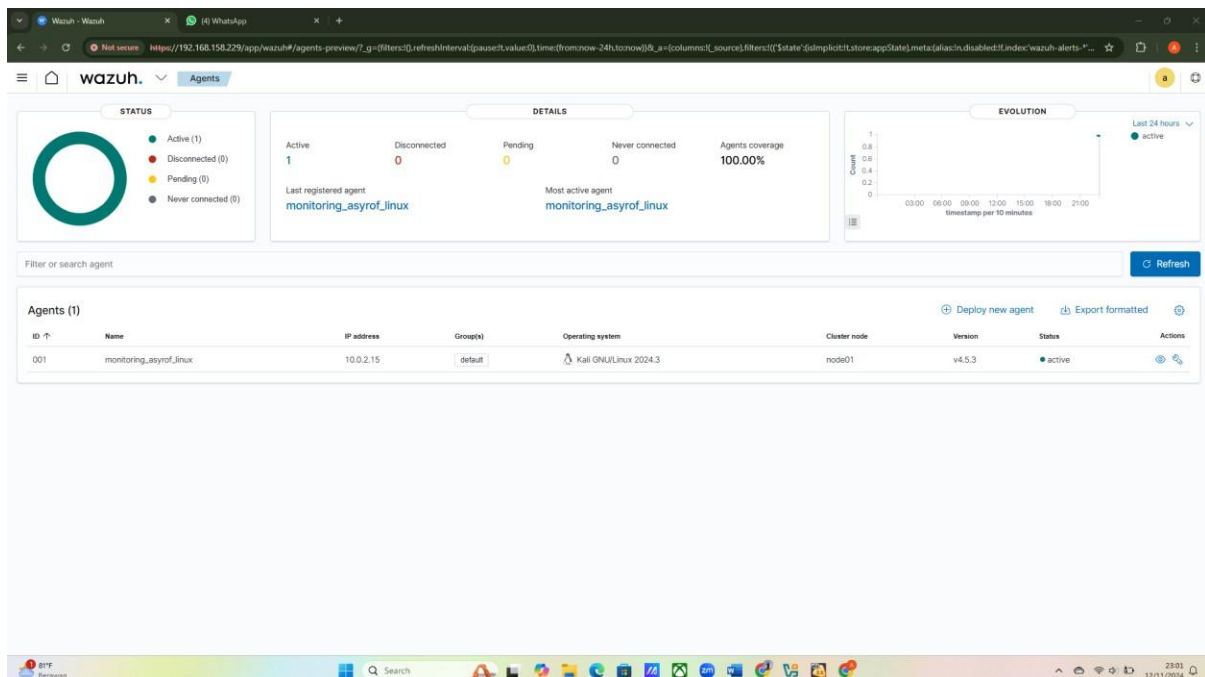 Wazuh - Wazuh
(4) WhatsApp
Not secure https://192.168.158.229/app/wazuh#/agents-preview/?_g=(filters:!(),refreshInterval:(pause:!t,value:0),time:(from:now-24h,to:now))&_a=(columns:!(_source),filters:!(('$state':(isImplicit:!t,store:appState),meta:(alias:!n,disabled:!f,index:'wazuh-alerts-*'...
wazuh. Agents
a
STATUS
Active (1)
Disconnected (0)
Pending (0)
Never connected (0)
DETAILS
Active Disconnected Pending Never connected Agents coverage
1 0 0 0 100.00%
Last registered agent Most active agent
monitoring_asyrof_linux monitoring_asyrof_linux
EVOLUTION
Last 24 hours
active
Count
1
0.8
0.6
0.4
0.2
0
03:00 06:00 09:00 12:00 15:00 18:00 21:00
timestamp per 10 minutes
Filter or search agent
Refresh
Agents (1) Deploy new agent Export formatted
ID Name IP address Group(s) Operating system Cluster node Version Status Actions
001 monitoring_asyrof_linux 10.0.2.15 default Kali GNU/Linux 2024.3 node01 v4.5.3 active
1
81°F
Berawan
Search
23:01
12/11/2024